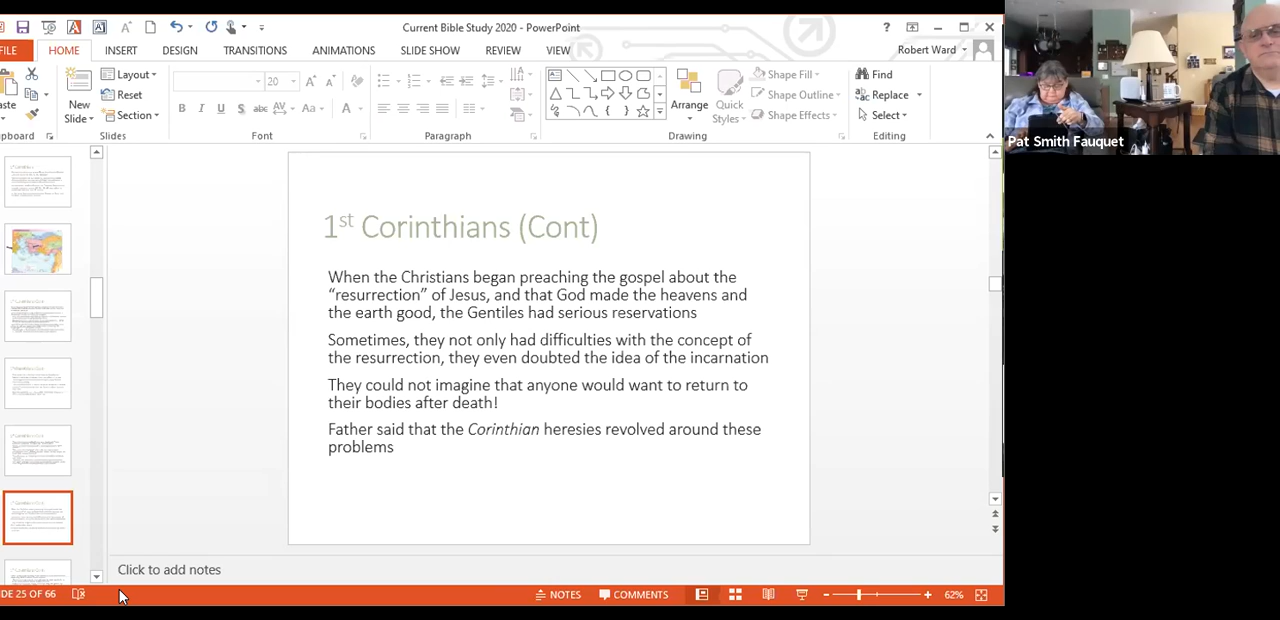 Current Bible Study 2020 - PowerPoint
FILE HOME INSERT DESIGN TRANSITIONS ANIMATIONS SLIDE SHOW REVIEW VIEW
Robert Ward
New Slide
Layout
Reset
Section
20
Arrange
Quick Styles
Shape Fill
Shape Outline
Shape Effects
Find
Replace
Select
Slides Font Paragraph Drawing Editing
Pat Smith Fauquet
1st Corinthians (Cont)
When the Christians began preaching the gospel about the
“resurrection” of Jesus, and that God made the heavens and
the earth good, the Gentiles had serious reservations
Sometimes, they not only had difficulties with the concept of
the resurrection, they even doubted the idea of the incarnation
They could not imagine that anyone would want to return to
their bodies after death!
Father said that the Corinthian heresies revolved around these
problems
Click to add notes
DE 25 OF 66 NOTES COMMENTS 62%